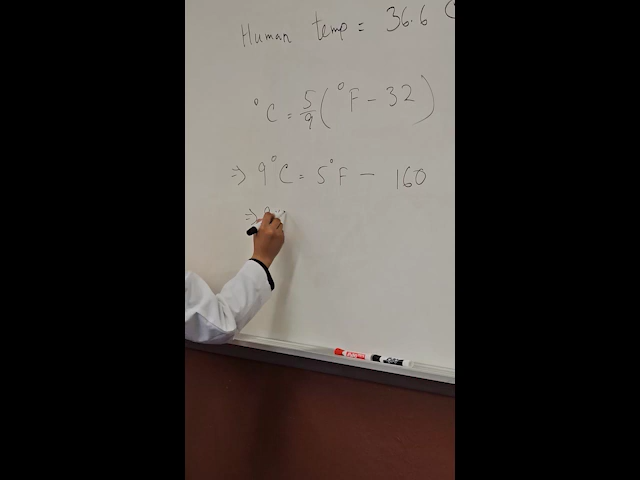 Human temp = 36.6
°C = 5/9 ( °F - 32 )
⇒ 9°C = 5°F - 160
⇒